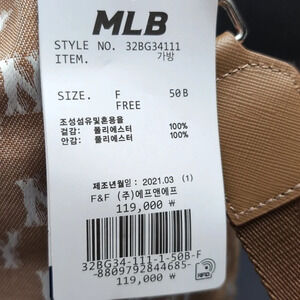 MLB
STYLE NO. 32BG34111
ITEM. 가방
SIZE. F 50B
FREE
조성섬유및혼용율
겉감: 폴리에스터 100%
안감: 폴리에스터 100%
제조년월일: 2021.03 (1)
F&F (주)에프앤에프
119,000 ₩
32BG34-111-1-50B-F
-8809792844685-
119,000 ₩
RFID